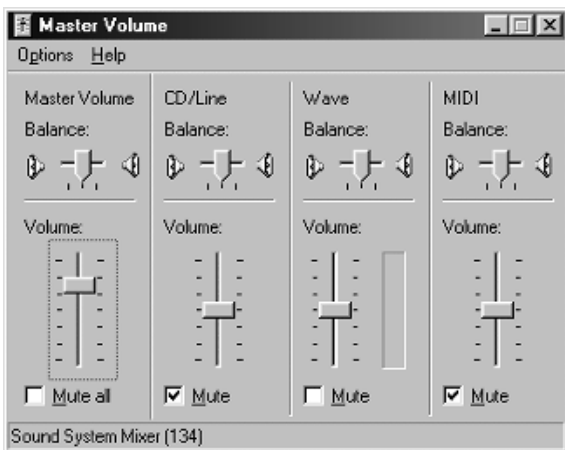 Master Volume
Options Help
Master Volume CD/Line Wave MIDI
Balance: Balance: Balance: Balance:
Volume: Volume: Volume: Volume:
Mute all Mute Mute Mute
Sound System Mixer (134)